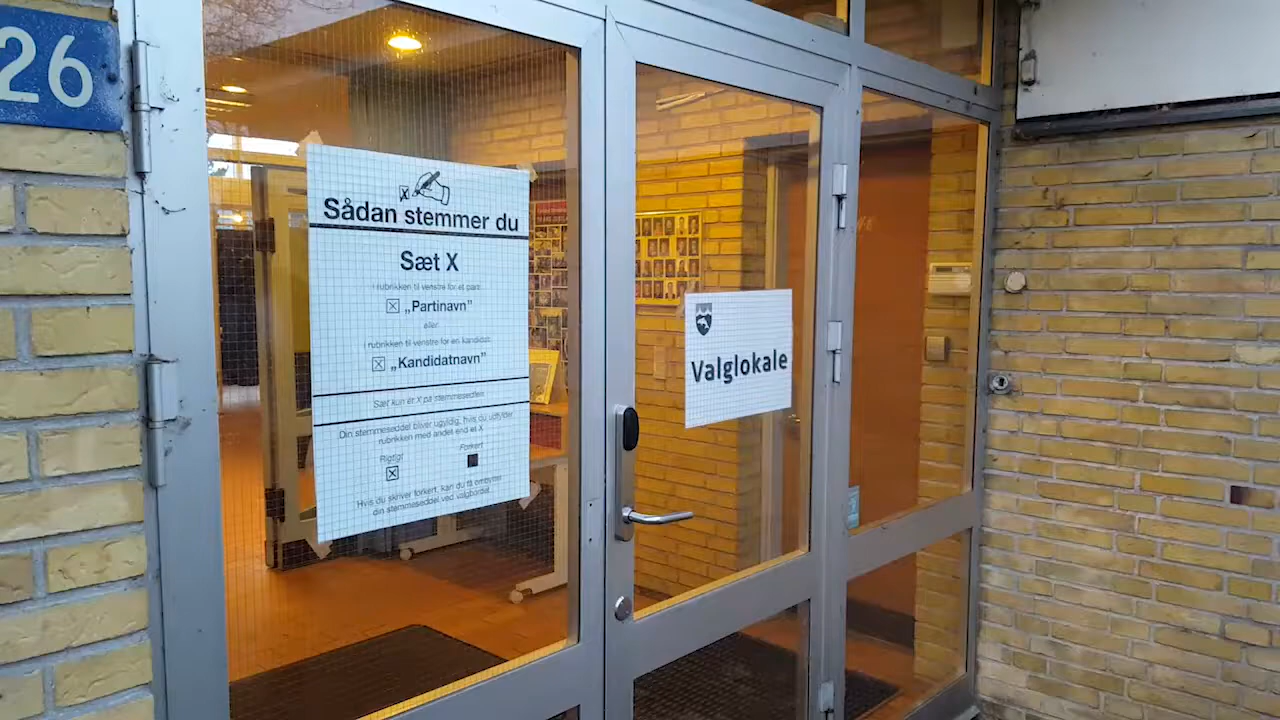 26
Sådan stemmer du
Sæt X
i rubrikken til venstre for et parti:
„Partinavn”
eller
i rubrikken til venstre for en kandidat:
„Kandidatnavn”
Sæt kun ét X på stemmesedlen
Din stemmeseddel bliver ugyldig, hvis du udfylder
rubrikken med andet end et X
Rigtigt
Forkert
Hvis du skriver forkert, kan du få ombyttet
din stemmeseddel ved valgbordet.
Valglokale